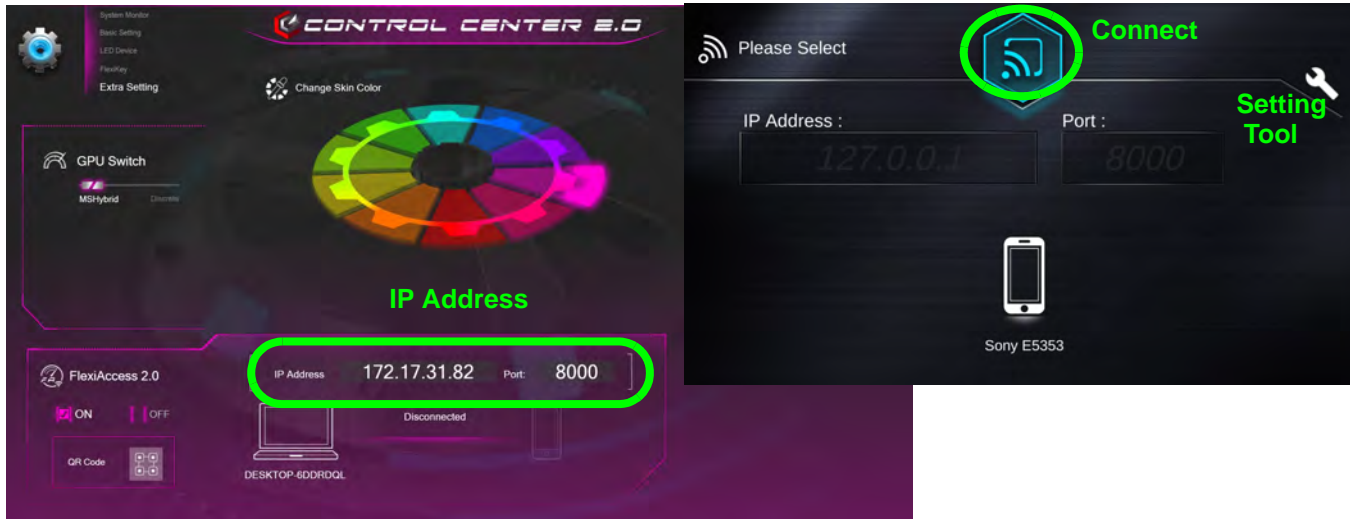 System Monitor
Basic Setting
LED Device
FlexiKey
Extra Setting
CONTROL CENTER 2.0
Change Skin Color
GPU Switch
MSHybrid Discrete
IP Address
FlexiAccess 2.0
ON OFF
QR Code
IP Address 172.17.31.82 Port: 8000
Disconnected
DESKTOP-6DDRDQL
Please Select
Connect
Setting
Tool
IP Address : Port :
127.0.0.1 8000
Sony E5353